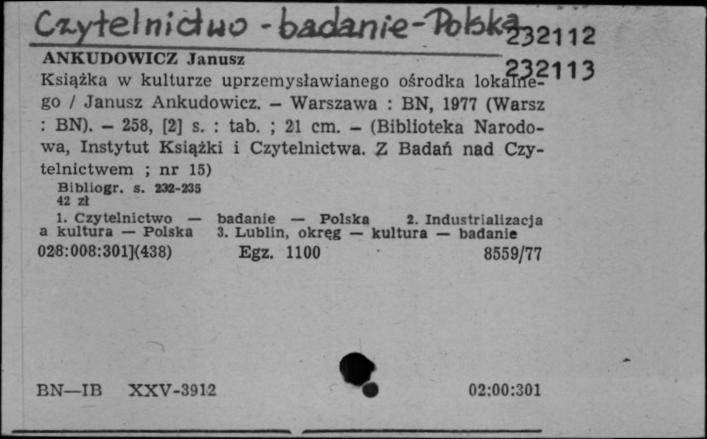 Czytelnictwo - badanie - Polska
232112
232113
ANKUDOWICZ Janusz
Książka w kulturze uprzemysławianego ośrodka lokalne-
go / Janusz Ankudowicz. — Warszawa : BN, 1977 (Warsz
: BN). — 258, [2] s. : tab. ; 21 cm. — (Biblioteka Narodo-
wa, Instytut Książki i Czytelnictwa. Z Badań nad Czy-
telnictwem ; nr 15)
Bibliogr. s. 232-235
42 zł
1. Czytelnictwo — badanie — Polska 2. Industrializacja
a kultura — Polska 3. Lublin, okręg — kultura — badanie
028:008:301](438) Egz. 1100 8559/77
BN—IB XXV-3912 02:00:301